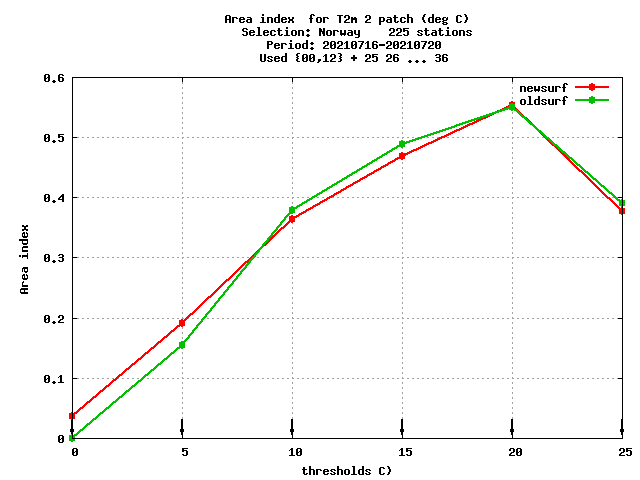 Area index  for T2m 2 patch (deg C)
Selection: Norway    225 stations
Period: 20210716-20210720
Used {00,12} + 25 26 ... 36
0.6
0.5
0.4
0.3
0.2
0.1
0
Area index
newsurf
oldsurf
0 5 10 15 20 25
thresholds C)